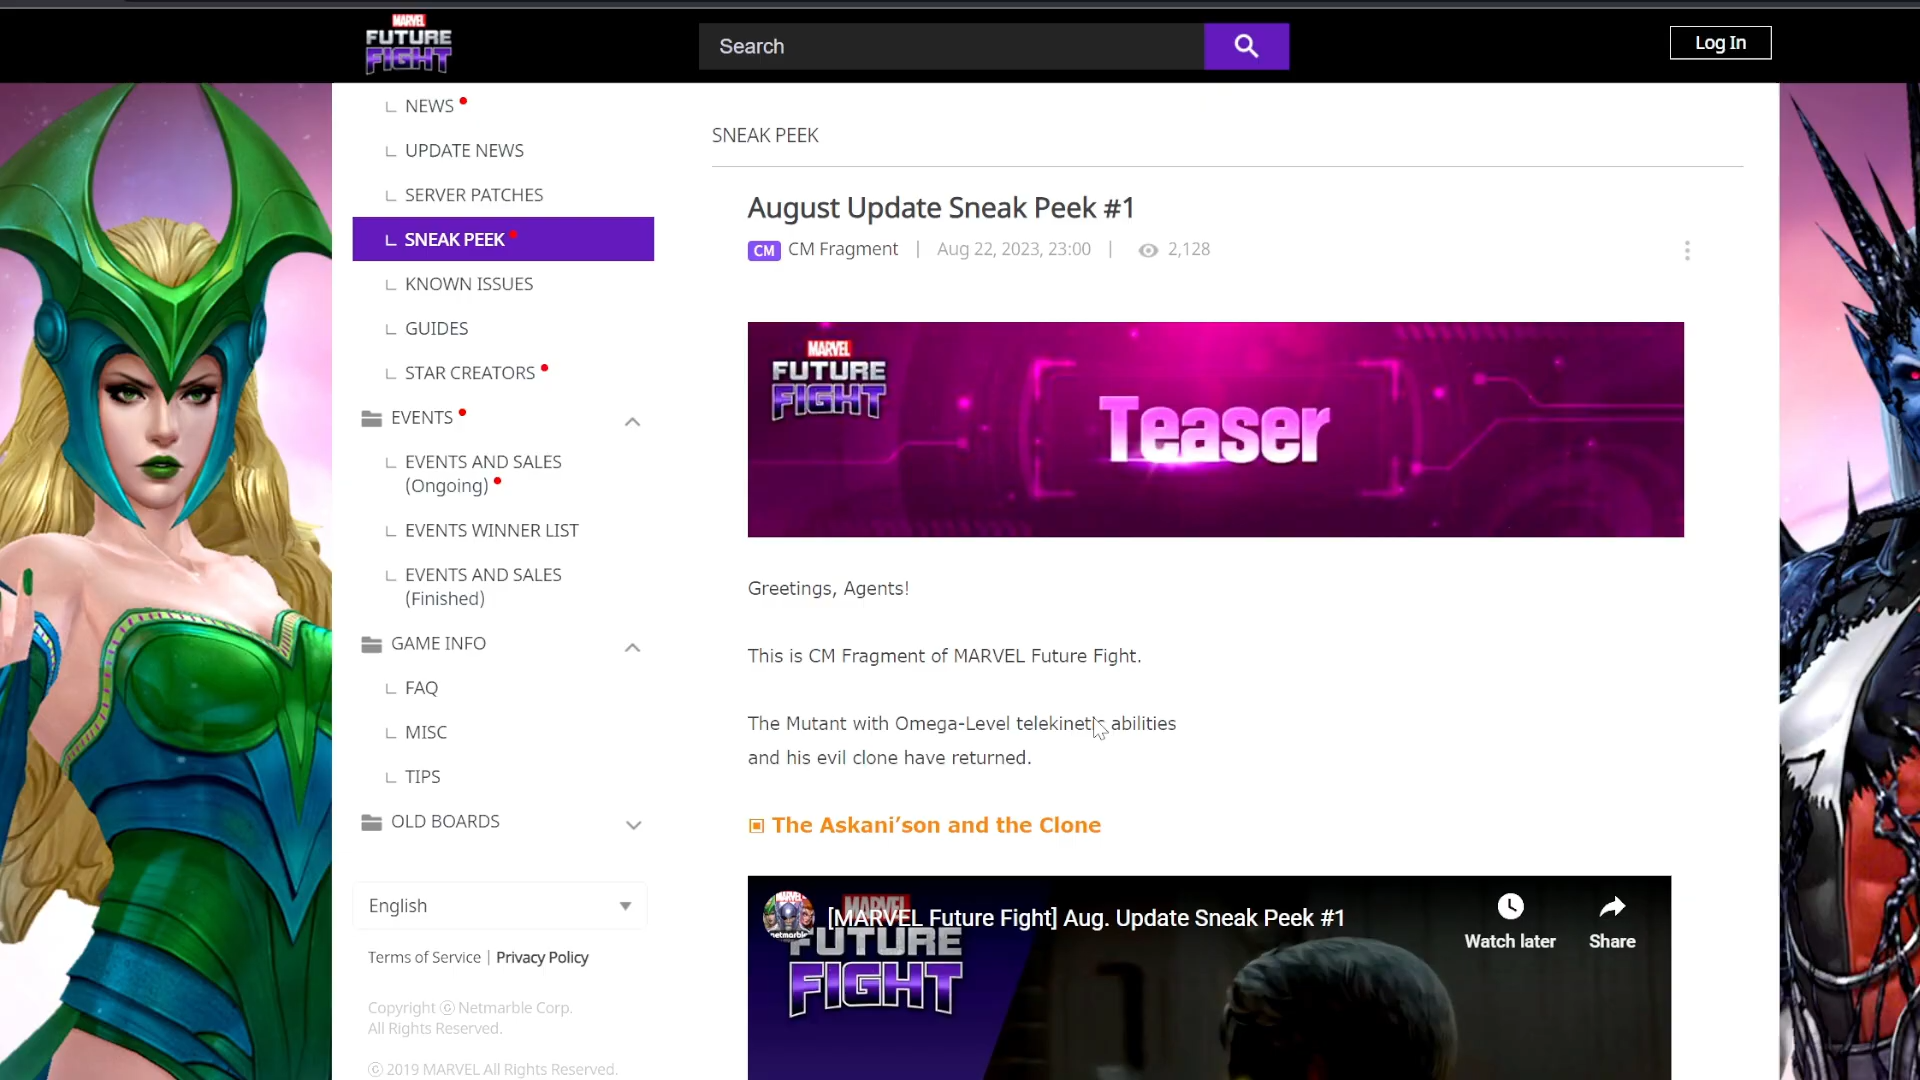 MARVEL
FUTURE
FIGHT
Search
Log In
NEWS
UPDATE NEWS
SERVER PATCHES
SNEAK PEEK
KNOWN ISSUES
GUIDES
STAR CREATORS
EVENTS
EVENTS AND SALES
(Ongoing)
EVENTS WINNER LIST
EVENTS AND SALES
(Finished)
GAME INFO
FAQ
MISC
TIPS
OLD BOARDS
English
Terms of Service | Privacy Policy
Copyright ⓒ Netmarble Corp.
All Rights Reserved.
ⓒ 2019 MARVEL All Rights Reserved.
SNEAK PEEK
August Update Sneak Peek #1
CM CM Fragment | Aug 22, 2023, 23:00 | 2,128
MARVEL
FUTURE
FIGHT
Teaser
Greetings, Agents!
This is CM Fragment of MARVEL Future Fight.
The Mutant with Omega-Level telekinetic abilities
and his evil clone have returned.
▣ The Askani’son and the Clone
netmarble
[MARVEL Future Fight] Aug. Update Sneak Peek #1
Watch later
Share
MARVEL
FUTURE
FIGHT